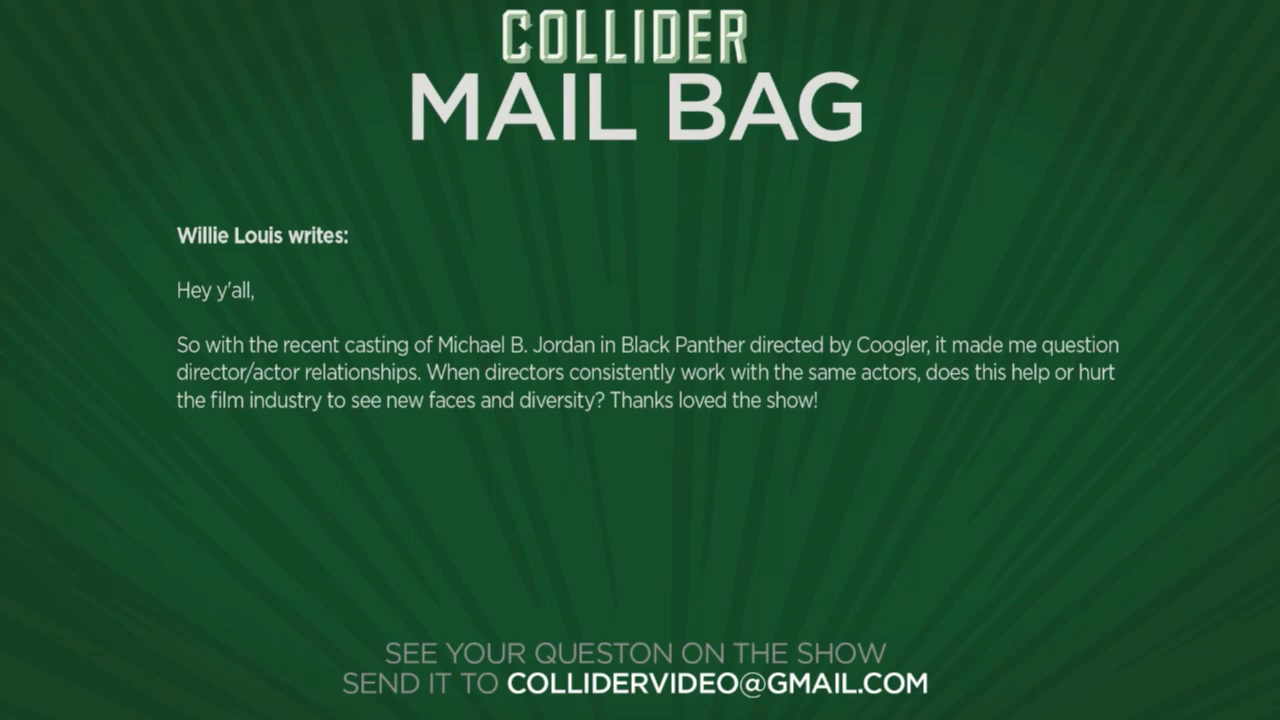 COLLIDER
MAIL BAG
Willie Louis writes:
Hey y'all,
So with the recent casting of Michael B. Jordan in Black Panther directed by Coogler, it made me question
director/actor relationships. When directors consistently work with the same actors, does this help or hurt
the film industry to see new faces and diversity? Thanks loved the show!
SEE YOUR QUESTON ON THE SHOW
SEND IT TO COLLIDERVIDEO@GMAIL.COM